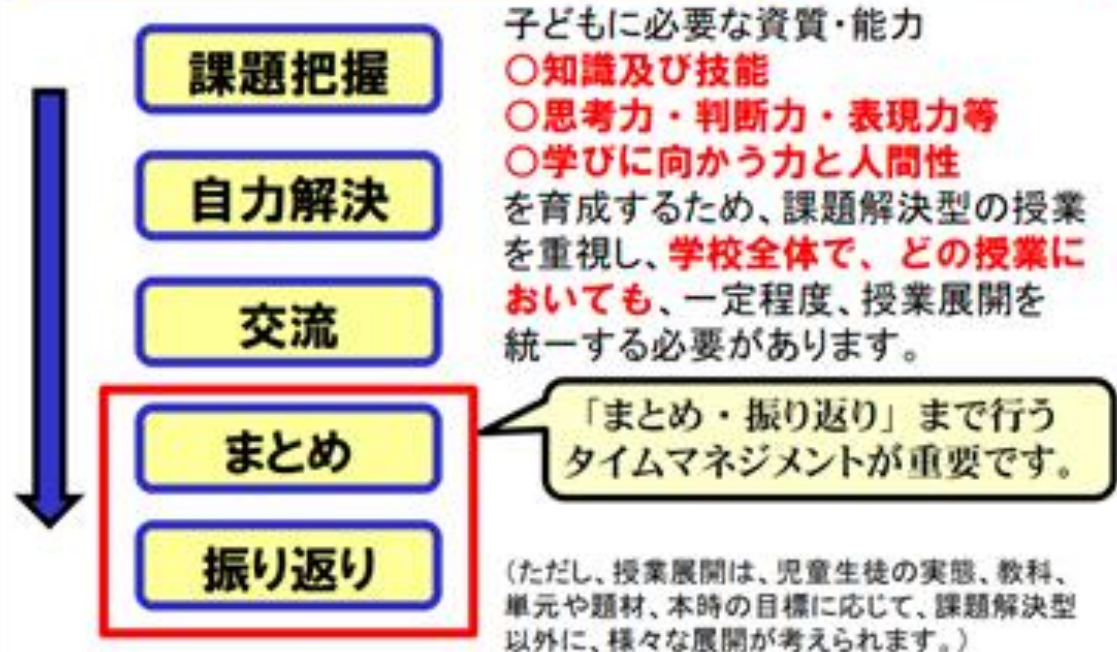 課題把握
自力解決
交流
まとめ
振り返り
子どもに必要な資質・能力
○知識及び技能
○思考力・判断力・表現力等
○学びに向かう力と人間性
を育成するため、課題解決型の授業
を重視し、学校全体で、どの授業に
おいても、一定程度、授業展開を
統一する必要があります。
「まとめ・振り返り」まで行う
タイムマネジメントが重要です。
(ただし、授業展開は、児童生徒の実態、教科、
単元や題材、本時の目標に応じて、課題解決型
以外に、様々な展開が考えられます。)